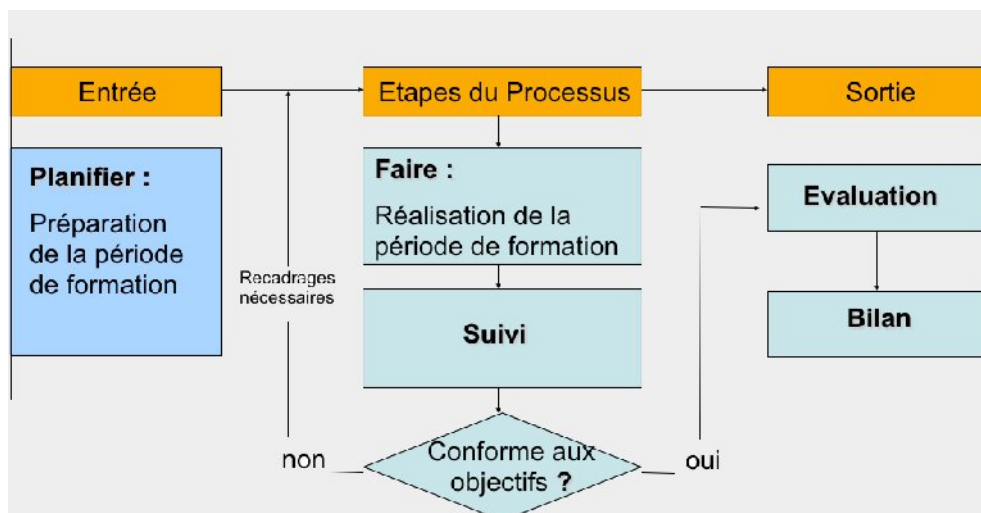 Entrée
Etapes du Processus
Sortie
Planifier :
Préparation
de la période
de formation
Recadrages
nécessaires
Faire :
Réalisation de la
période de formation
Suivi
Conforme aux
objectifs ?
non
oui
Evaluation
Bilan